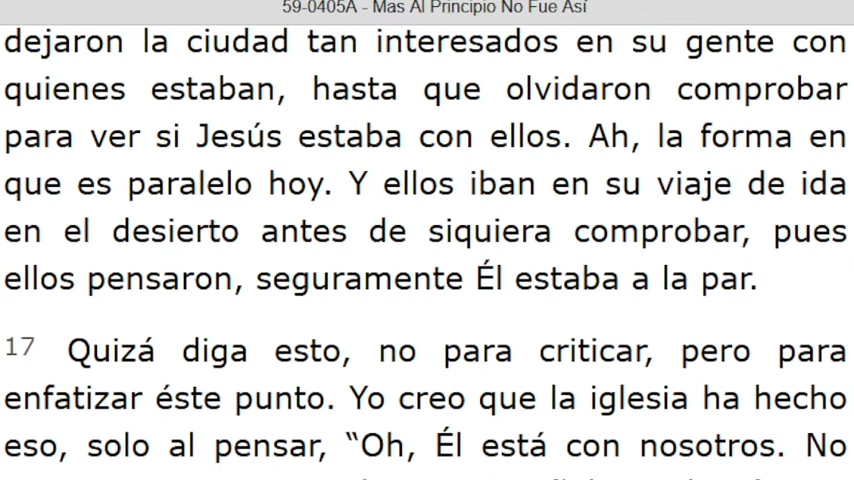 59-0405A - Mas Al Principio No Fue Así
dejaron la ciudad tan interesados en su gente con
quienes estaban, hasta que olvidaron comprobar
para ver si Jesús estaba con ellos. Ah, la forma en
que es paralelo hoy. Y ellos iban en su viaje de ida
en el desierto antes de siquiera comprobar, pues
ellos pensaron, seguramente Él estaba a la par.
17 Quizá diga esto, no para criticar, pero para
enfatizar éste punto. Yo creo que la iglesia ha hecho
eso, solo al pensar, “Oh, Él está con nosotros. No